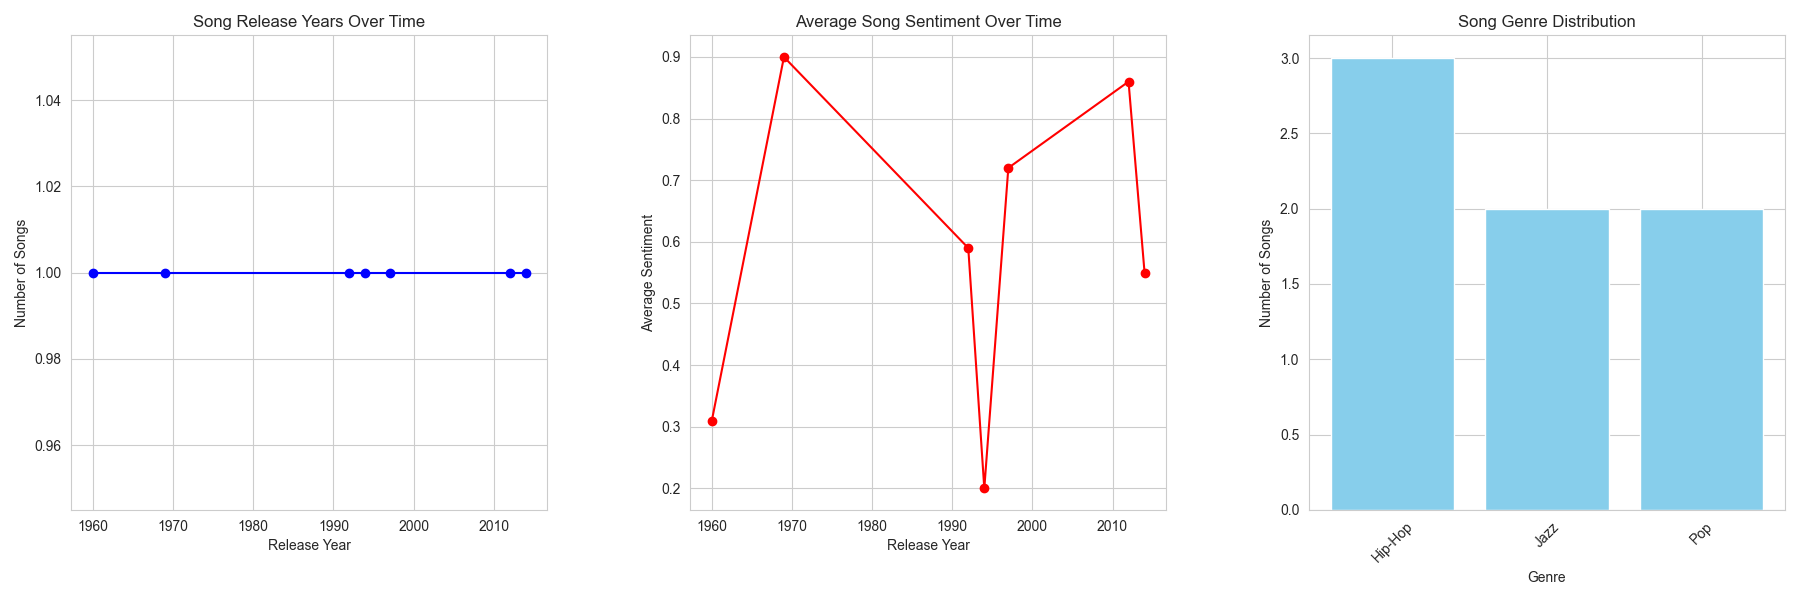 Song Release Years Over Time
Number of Songs
1.04
1.02
1.00
0.98
0.96
1960 1970 1980 1990 2000 2010
Release Year
Average Song Sentiment Over Time
Average Sentiment
0.9
0.8
0.7
0.6
0.5
0.4
0.3
0.2
1960 1970 1980 1990 2000 2010
Release Year
Song Genre Distribution
Number of Songs
3.0
2.5
2.0
1.5
1.0
0.5
0.0
Hip-Hop Jazz Pop
Genre